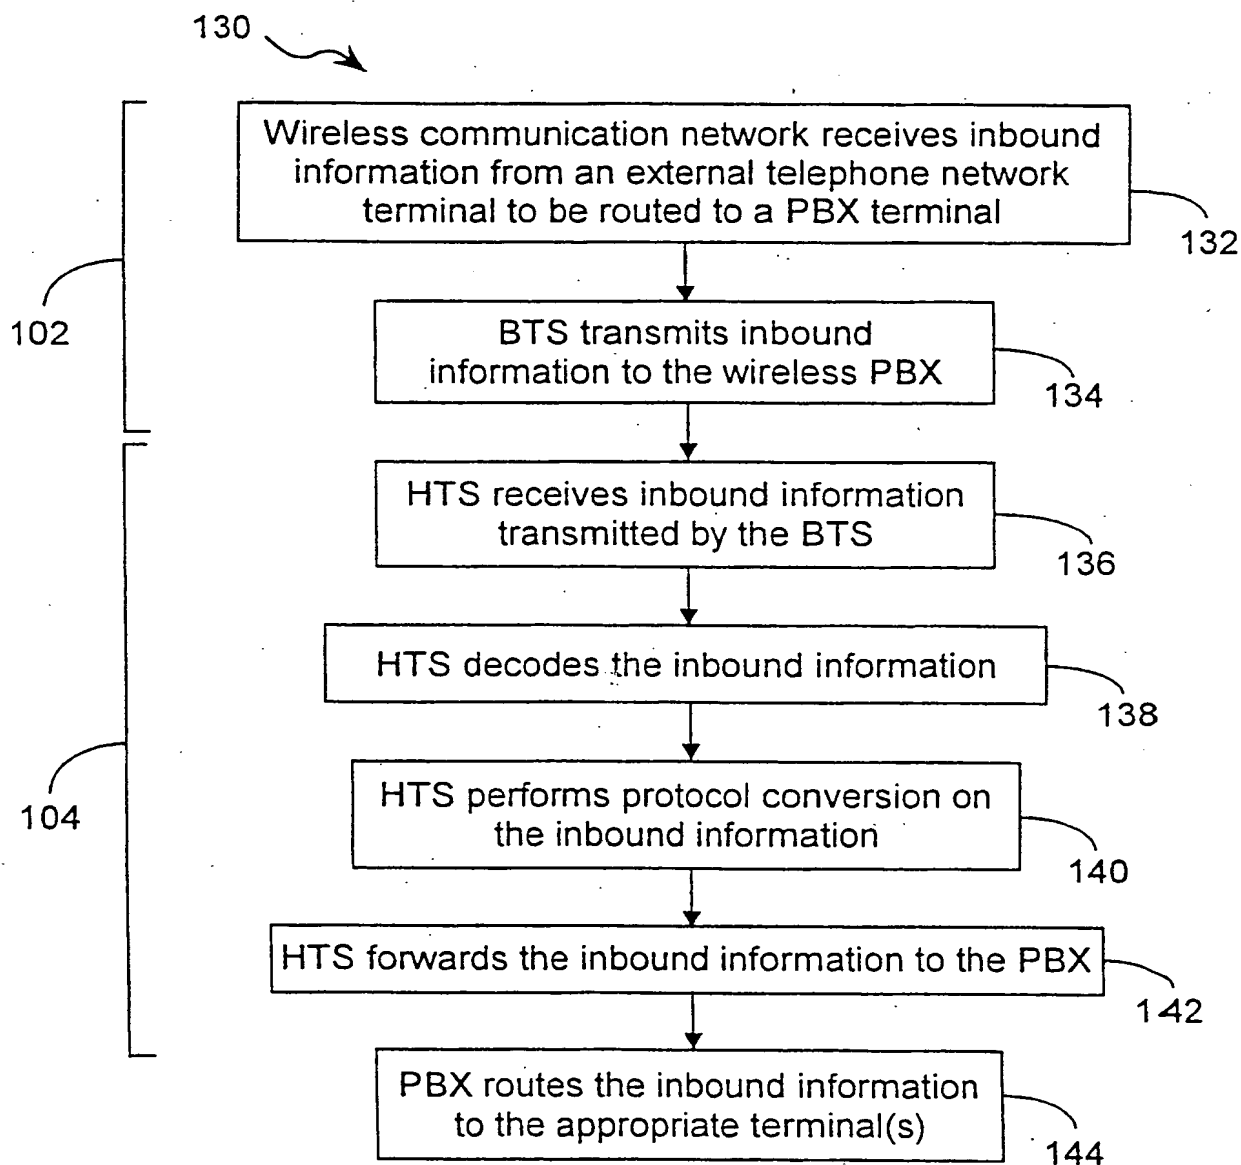 130
Wireless communication network receives inbound
information from an external telephone network
terminal to be routed to a PBX terminal
132
102
BTS transmits inbound
information to the wireless PBX
134
HTS receives inbound information
transmitted by the BTS
136
HTS decodes the inbound information
138
104
HTS performs protocol conversion on
the inbound information
140
HTS forwards the inbound information to the PBX
142
PBX routes the inbound information
to the appropriate terminal(s)
144